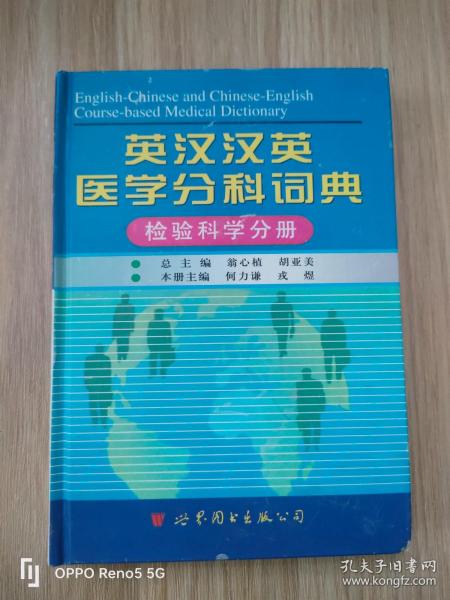 English-Chinese and Chinese-English
Course-based Medical Dictionary
英汉汉英
医学分科词典
检验科学分册
总主编 翁心植 胡亚美
本册主编 何力谦 戎煜
W 世界图书出版公司
OPPO Reno5 5G
孔夫子旧书网
www.kongfz.com